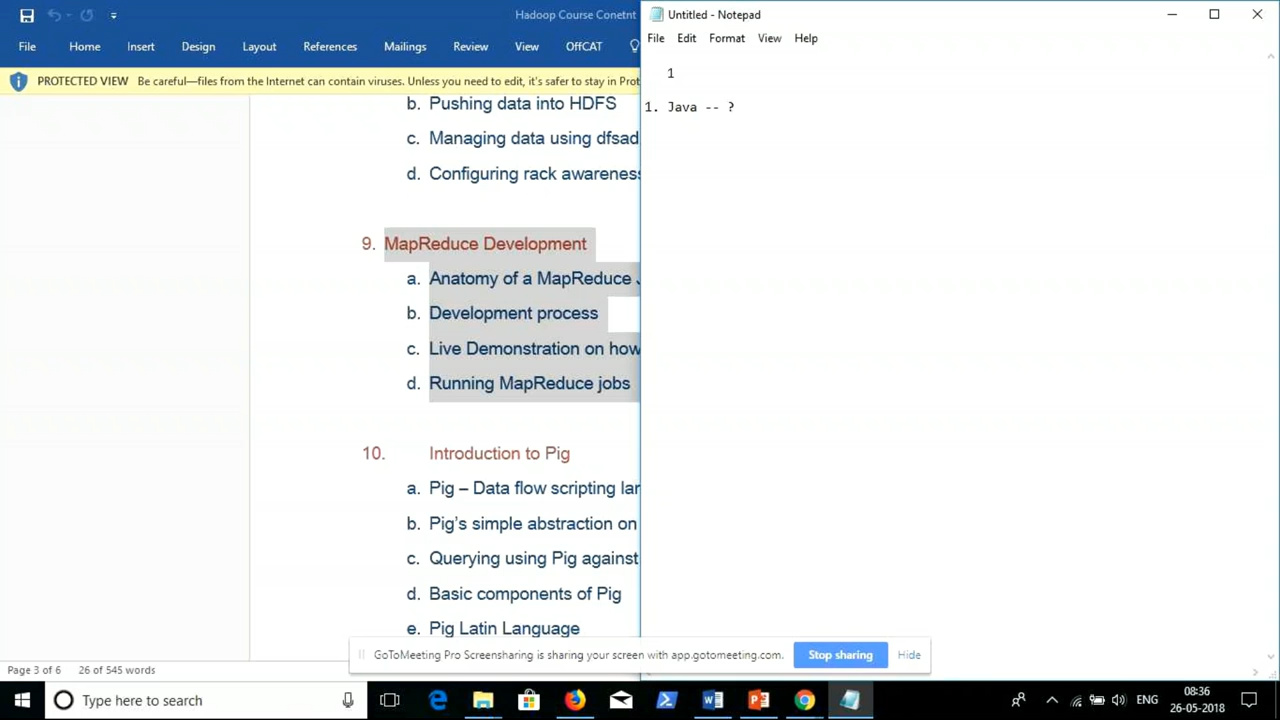 Hadoop Course Conetnt
File Home Insert Design Layout References Mailings Review View OffCAT
PROTECTED VIEW Be careful—files from the Internet can contain viruses. Unless you need to edit, it's safer to stay in Prot
b. Pushing data into HDFS
c. Managing data using dfsad
d. Configuring rack awareness
9. MapReduce Development
a. Anatomy of a MapReduce
b. Development process
c. Live Demonstration on how
d. Running MapReduce jobs
10. Introduction to Pig
a. Pig – Data flow scripting lan
b. Pig's simple abstraction on
c. Querying using Pig against
d. Basic components of Pig
e. Pig Latin Language
Page 3 of 6 26 of 545 words
Untitled - Notepad
File Edit Format View Help
1
1. Java -- ?
GoToMeeting Pro Screensharing is sharing your screen with app.gotomeeting.com. Stop sharing Hide
Type here to search
ENG
08:36
26-05-2018